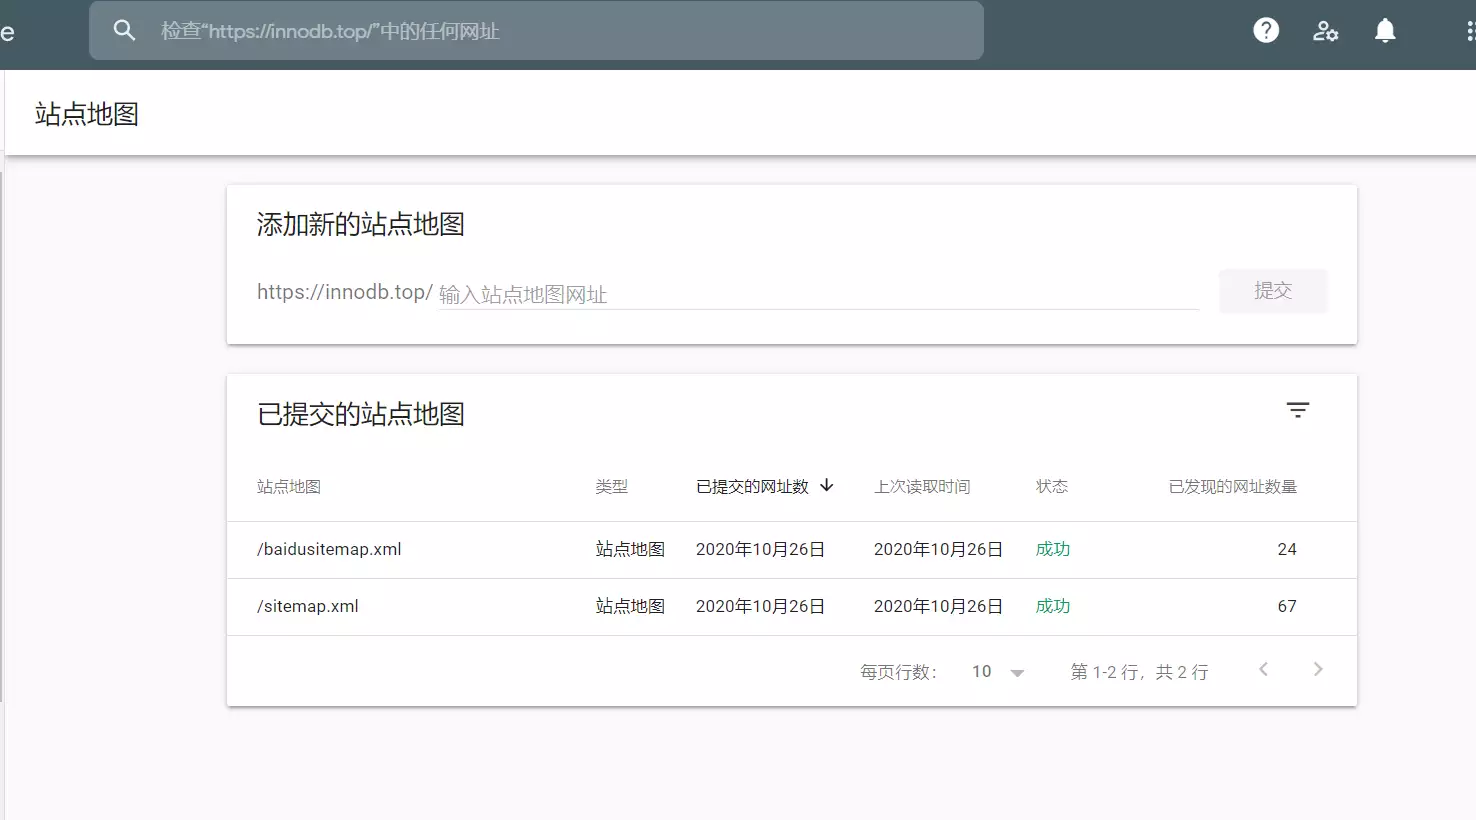 e
检查“https://innodb.top/”中的任何网址
站点地图
添加新的站点地图
https://innodb.top/ 输入站点地图网址
提交
已提交的站点地图
站点地图 类型 已提交的网址数 上次读取时间 状态 已发现的网址数量
/baidusitemap.xml 站点地图 2020年10月26日 2020年10月26日 成功 24
/sitemap.xml 站点地图 2020年10月26日 2020年10月26日 成功 67
每页行数: 10 第 1-2 行，共 2 行